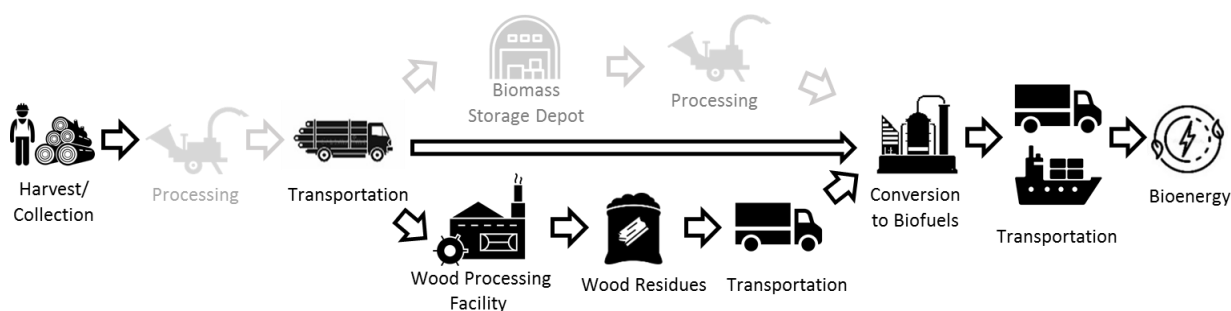 Biomass
Storage Depot
Processing
Harvest/
Collection
Processing
Transportation
Conversion
to Biofuels
Transportation
Bioenergy
Wood Processing
Facility
Wood Residues
Transportation